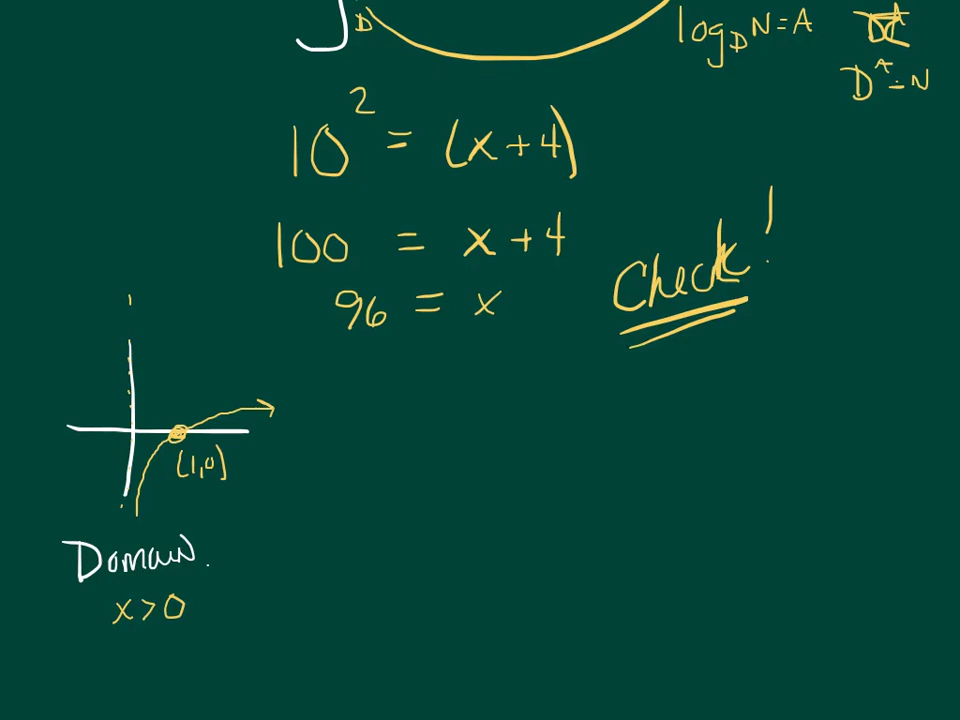 D
log_D N = A
D^A = N
10^2 = (x+4)
100 = x+4
96 = x
Check!
(1,0)
Domain.
x>0